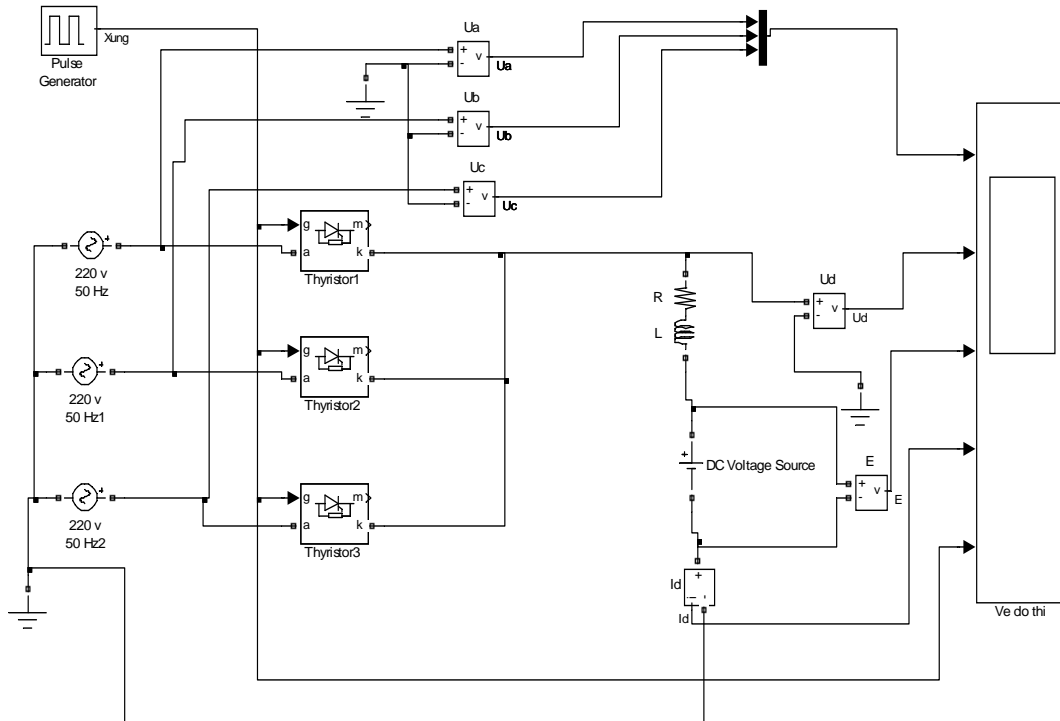 Xung
Pulse
Generator
Ua
+
-
v
Ua
Ub
+
-
v
Ub
Uc
+
-
v
Uc
+
220 v
50 Hz
g
m
a
k
Thyristor1
+
220 v
50 Hz1
g
m
a
k
Thyristor2
+
220 v
50 Hz2
g
m
a
k
Thyristor3
R
L
Ud
+
-
v
Ud
+
DC Voltage Source
E
+
-
v
E
Id
+
i
-
Id
Ve do thi